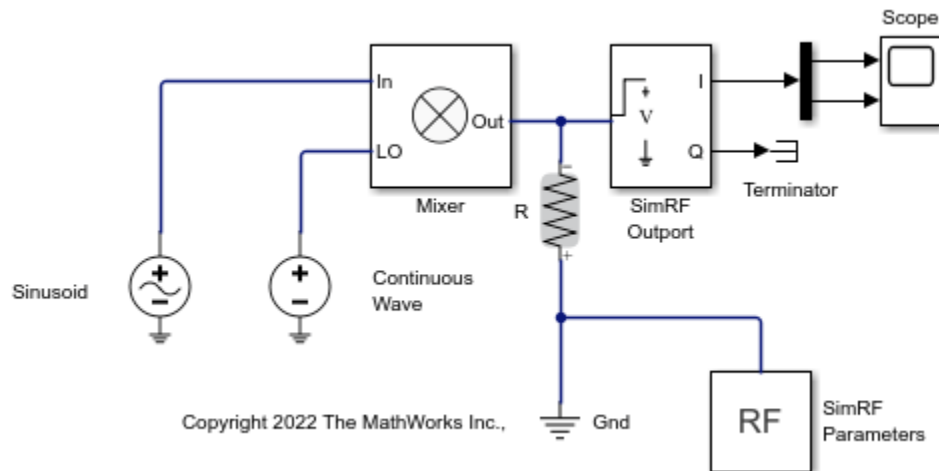 Scope
In
I
V
Out
LO
Q
Mixer
R
SimRF
Outport
Terminator
Sinusoid
Continuous
Wave
Copyright 2022 The MathWorks Inc.,
Gnd
RF
SimRF
Parameters